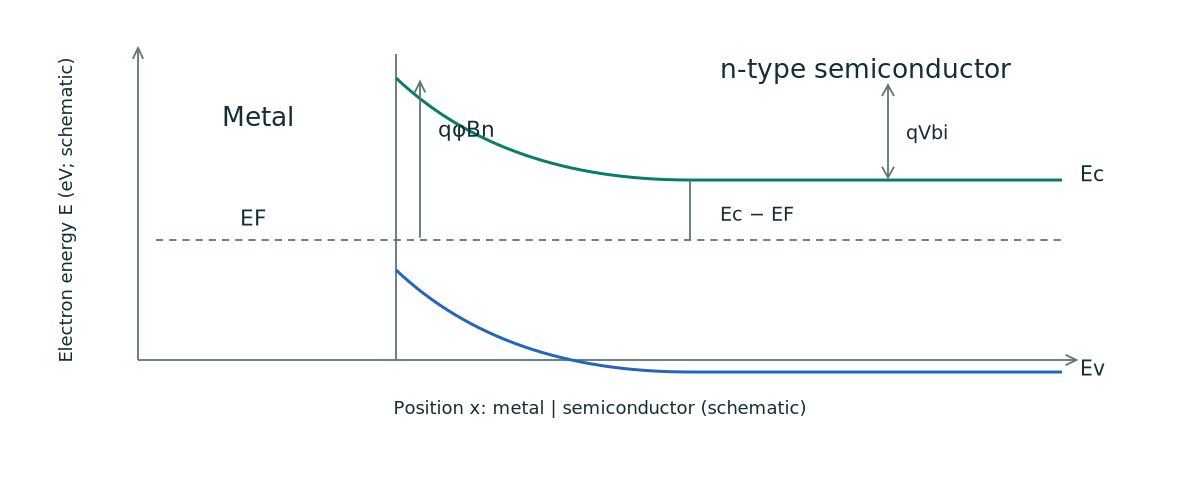 n-type semiconductor
Metal
qφBn
qVbi
Ec
Ec − EF
EF
Ev
Electron energy E (eV; schematic)
Position x: metal | semiconductor (schematic)